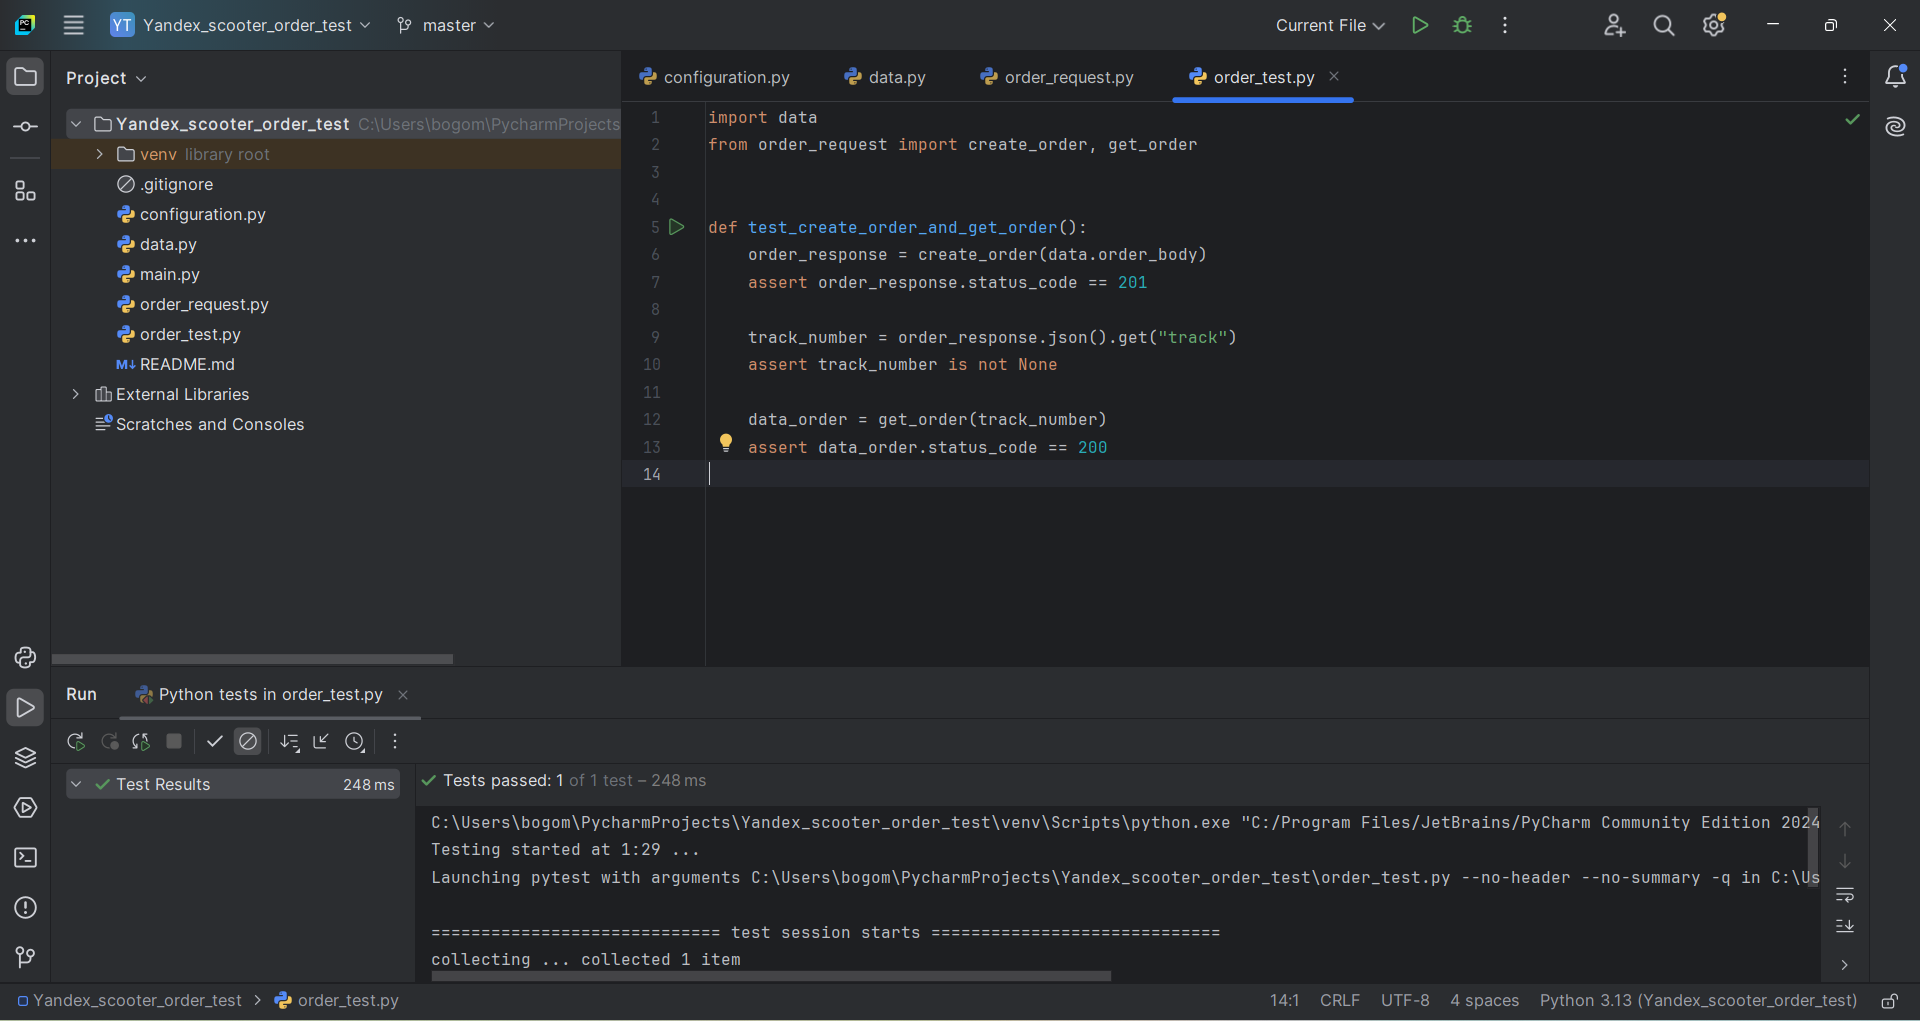 YT Yandex_scooter_order_test master Current File
Project
configuration.py data.py order_request.py order_test.py
Yandex_scooter_order_test C:\Users\bogom\PycharmProjects
venv library root
.gitignore
configuration.py
data.py
main.py
order_request.py
order_test.py
M↓ README.md
External Libraries
Scratches and Consoles
1 import data
2 from order_request import create_order, get_order
3
4
5 def test_create_order_and_get_order():
6 order_response = create_order(data.order_body)
7 assert order_response.status_code == 201
8
9 track_number = order_response.json().get("track")
10 assert track_number is not None
11
12 data_order = get_order(track_number)
13 assert data_order.status_code == 200
14
Run Python tests in order_test.py
Test Results 248 ms
Tests passed: 1 of 1 test – 248 ms
C:\Users\bogom\PycharmProjects\Yandex_scooter_order_test\venv\Scripts\python.exe "C:/Program Files/JetBrains/PyCharm Community Edition 2024
Testing started at 1:29 ...
Launching pytest with arguments C:\Users\bogom\PycharmProjects\Yandex_scooter_order_test\order_test.py --no-header --no-summary -q in C:\Us
============================= test session starts =============================
collecting ... collected 1 item
Yandex_scooter_order_test > order_test.py 14:1 CRLF UTF-8 4 spaces Python 3.13 (Yandex_scooter_order_test)